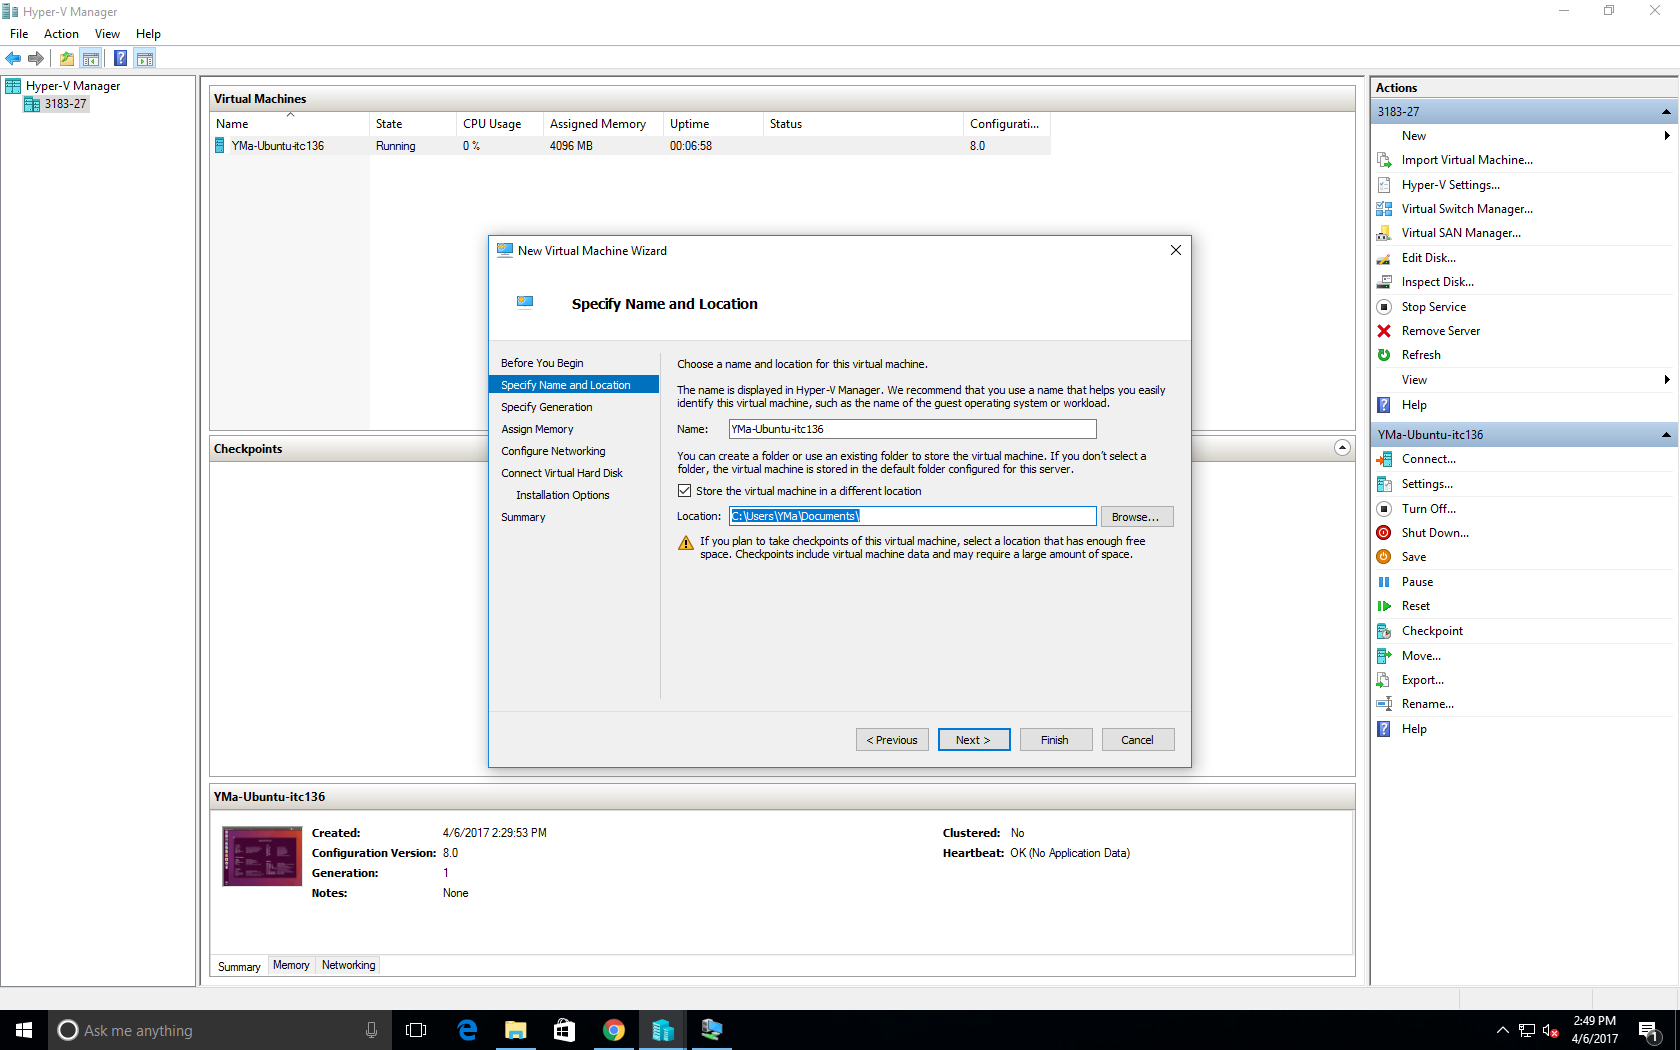 Hyper-V Manager
File Action View Help
Hyper-V Manager
3183-27
Virtual Machines
Name State CPU Usage Assigned Memory Uptime Status Configurati...
YMa-Ubuntu-itc136 Running 0 % 4096 MB 00:06:58 8.0
New Virtual Machine Wizard
Specify Name and Location
Before You Begin
Specify Name and Location
Specify Generation
Assign Memory
Configure Networking
Connect Virtual Hard Disk
Installation Options
Summary
Choose a name and location for this virtual machine.
The name is displayed in Hyper-V Manager. We recommend that you use a name that helps you easily
identify this virtual machine, such as the name of the guest operating system or workload.
Name: YMa-Ubuntu-itc136
You can create a folder or use an existing folder to store the virtual machine. If you don't select a
folder, the virtual machine is stored in the default folder configured for this server.
Store the virtual machine in a different location
Location: C:\Users\YMa\Documents\ Browse...
If you plan to take checkpoints of this virtual machine, select a location that has enough free
space. Checkpoints include virtual machine data and may require a large amount of space.
< Previous Next > Finish Cancel
Checkpoints
YMa-Ubuntu-itc136
Created: 4/6/2017 2:29:53 PM
Configuration Version: 8.0
Generation: 1
Notes: None
Clustered: No
Heartbeat: OK (No Application Data)
Summary Memory Networking
Actions
3183-27
New
Import Virtual Machine...
Hyper-V Settings...
Virtual Switch Manager...
Virtual SAN Manager...
Edit Disk...
Inspect Disk...
Stop Service
Remove Server
Refresh
View
Help
YMa-Ubuntu-itc136
Connect...
Settings...
Turn Off...
Shut Down...
Save
Pause
Reset
Checkpoint
Move...
Export...
Rename...
Help
Ask me anything
2:49 PM
4/6/2017
1